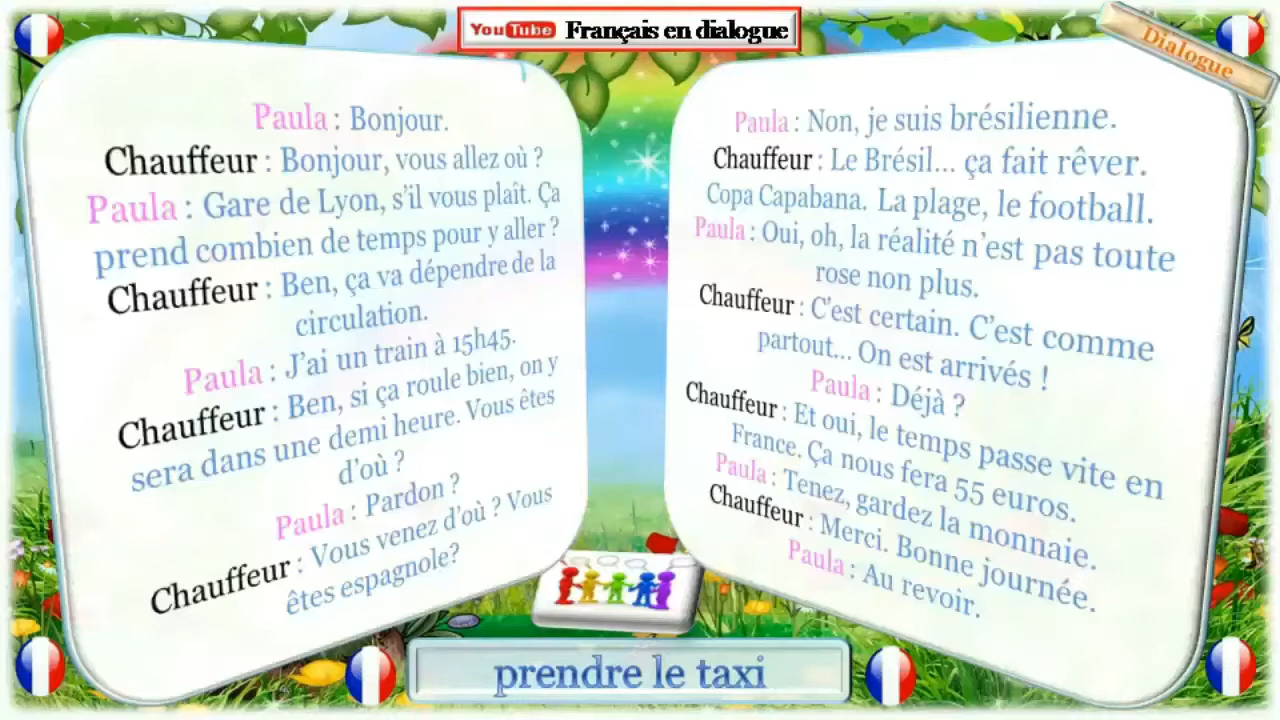 YouTube Français en dialogue
Dialogue
Paula : Bonjour.
Chauffeur : Bonjour, vous allez où ?
Paula : Gare de Lyon, s'il vous plaît. Ça
prend combien de temps pour y aller ?
Chauffeur : Ben, ça va dépendre de la
circulation.
Paula : J'ai un train à 15h45.
Chauffeur : Ben, si ça roule bien, on y
sera dans une demi heure. Vous êtes
d'où ?
Paula : Pardon ?
Chauffeur : Vous venez d'où ? Vous
êtes espagnole?
Paula : Non, je suis brésilienne.
Chauffeur : Le Brésil... ça fait rêver.
Copa Capabana. La plage, le football.
Paula : Oui, oh, la réalité n'est pas toute
rose non plus.
Chauffeur : C'est certain. C'est comme
partout... On est arrivés !
Paula : Déjà ?
Chauffeur : Et oui, le temps passe vite en
France. Ça nous fera 55 euros.
Paula : Tenez, gardez la monnaie.
Chauffeur : Merci. Bonne journée.
Paula : Au revoir.
prendre le taxi